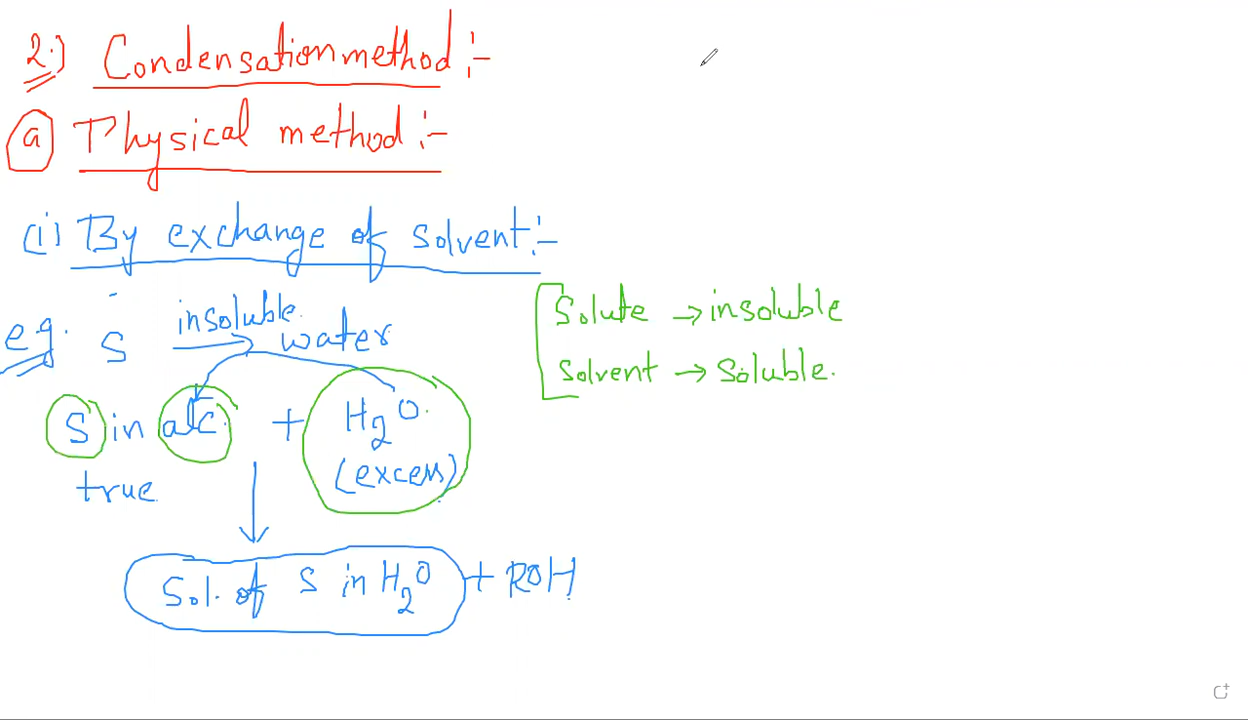 2.) Condensation method :-
(a) Physical method :-
(i) By exchange of solvent :-
eg. S insoluble → water
Solute → insoluble
Solvent → Soluble.
S in alc. + H2O.
true (excess)
↓
Sol. of S in H2O + ROH